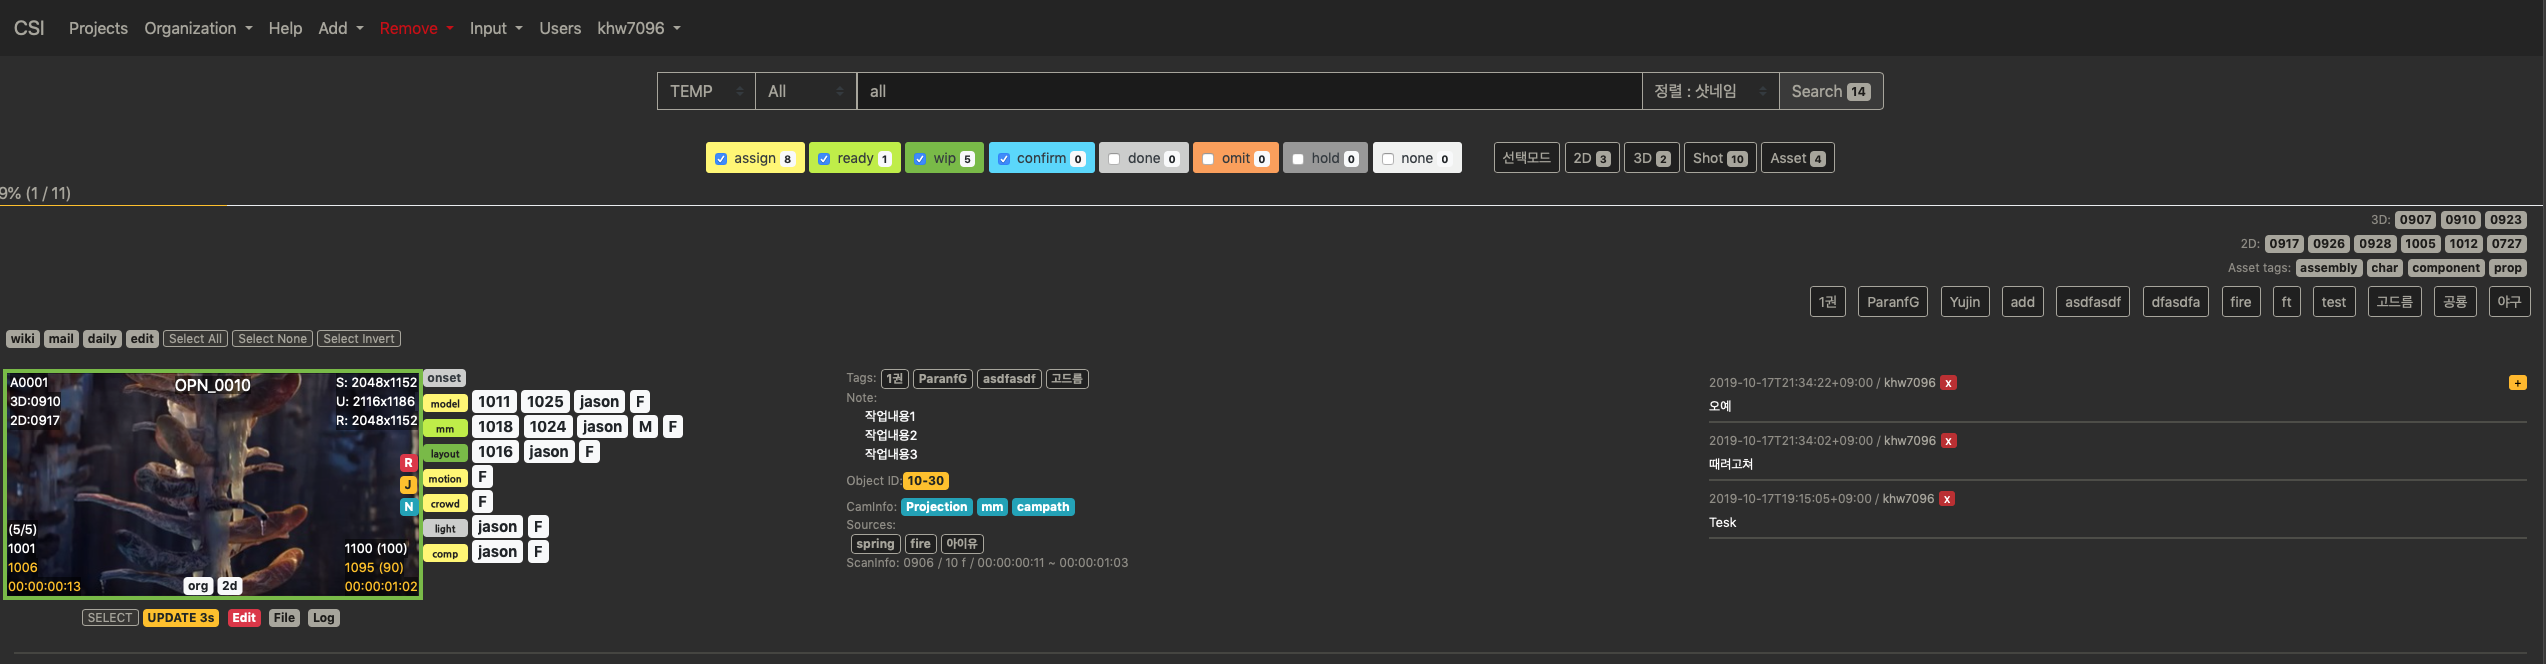 CSI Projects Organization Help Add Remove Input Users khw7096
TEMP All all 정렬 : 샷네임 Search 14
assign 8 ready 1 wip 5 confirm 0 done 0 omit 0 hold 0 none 0 선택모드 2D 3 3D 2 Shot 10 Asset 4
9% (1 / 11)
3D: 0907 0910 0923
2D: 0917 0926 0928 1005 1012 0727
Asset tags: assembly char component prop
1권 ParanfG Yujin add asdfasdf dfasdfa fire ft test 고드름 공룡 야구
wiki mail daily edit Select All Select None Select Invert
A0001 OPN_0010 S: 2048x1152
3D:0910 U: 2116x1186
2D:0917 R: 2048x1152
R
J
N
(5/5)
1001 1100 (100)
1006 1095 (90)
00:00:00:13 org 2d 00:00:01:02
SELECT UPDATE 3s Edit File Log
onset
model 1011 1025 jason F
mm 1018 1024 jason M F
layout 1016 jason F
motion F
crowd F
light jason F
comp jason F
Tags: 1권 ParanfG asdfasdf 고드름
Note:
작업내용1
작업내용2
작업내용3
Object ID: 10-30
CamInfo: Projection mm campath
Sources:
spring fire 아이유
ScanInfo: 0906 / 10 f / 00:00:00:11 ~ 00:00:01:03
2019-10-17T21:34:22+09:00 / khw7096 x +
오예
2019-10-17T21:34:02+09:00 / khw7096 x
때려고쳐
2019-10-17T19:15:05+09:00 / khw7096 x
Tesk